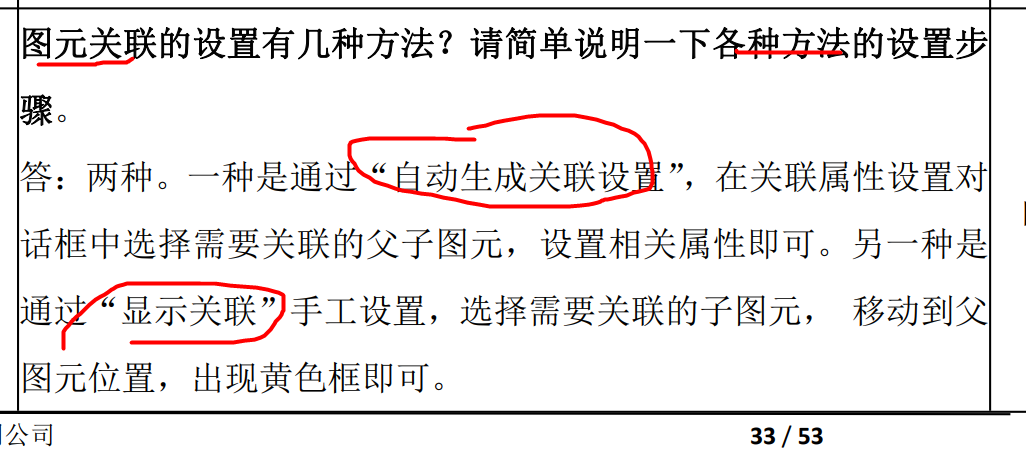 图元关联的设置有几种方法？请简单说明一下各种方法的设置步
骤。
答：两种。一种是通过“自动生成关联设置”，在关联属性设置对
话框中选择需要关联的父子图元，设置相关属性即可。另一种是
通过“显示关联”手工设置，选择需要关联的子图元， 移动到父
图元位置，出现黄色框即可。
公司 33 / 53